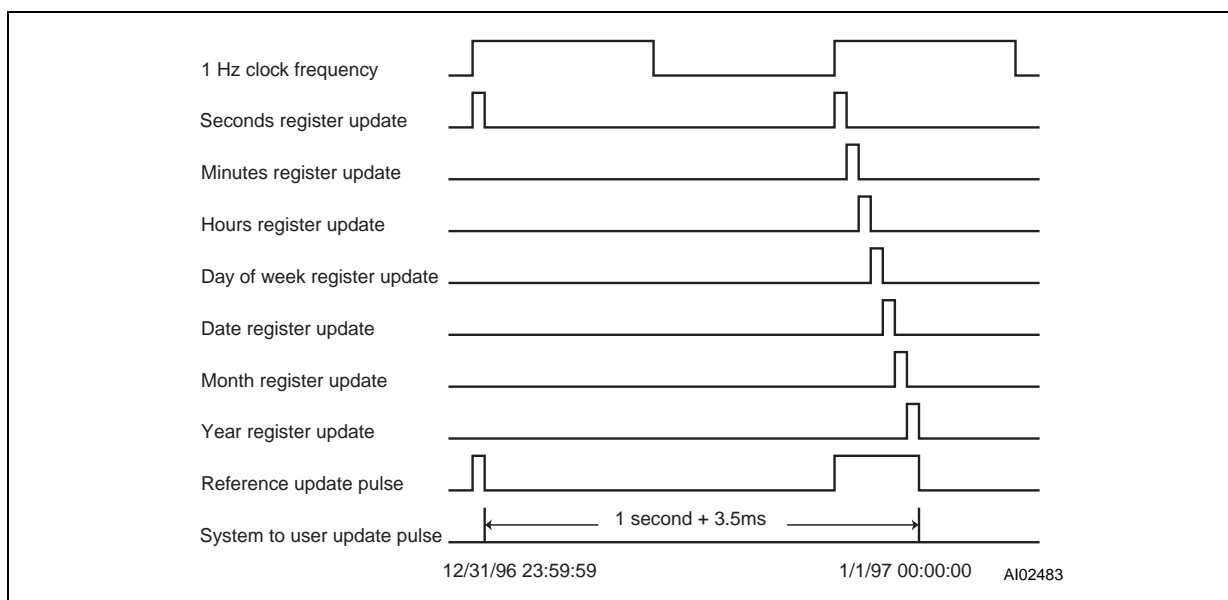 1 Hz clock frequency
Seconds register update
Minutes register update
Hours register update
Day of week register update
Date register update
Month register update
Year register update
Reference update pulse
System to user update pulse
1 second + 3.5ms
12/31/96 23:59:59
1/1/97 00:00:00
AI02483